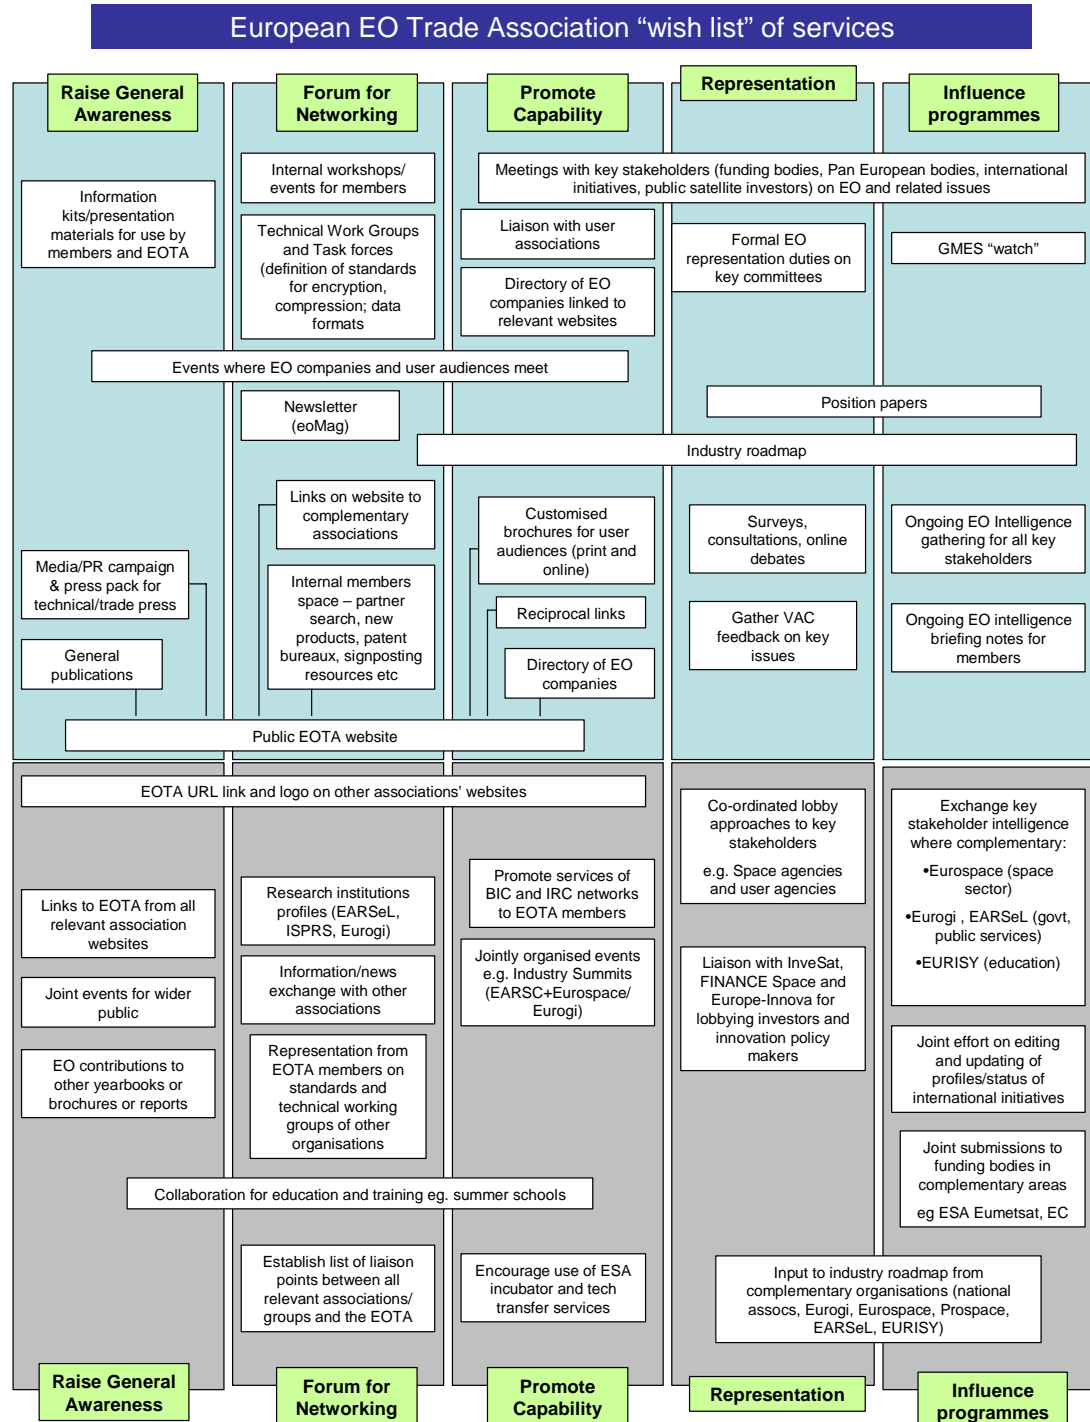 European EO Trade Association “wish list” of services
Raise General
Awareness
Forum for
Networking
Promote
Capability
Representation
Influence
programmes
Internal workshops/
events for members
Meetings with key stakeholders (funding bodies, Pan European bodies, international
initiatives, public satellite investors) on EO and related issues
Information
kits/presentation
materials for use by
members and EOTA
Technical Work Groups
and Task forces
(definition of standards
for encryption,
compression; data
formats
Liaison with user
associations
Directory of EO
companies linked to
relevant websites
Formal EO
representation duties on
key committees
GMES “watch”
Events where EO companies and user audiences meet
Newsletter
(eoMag)
Position papers
Industry roadmap
Links on website to
complementary
associations
Customised
brochures for user
audiences (print and
online)
Surveys,
consultations, online
debates
Ongoing EO Intelligence
gathering for all key
stakeholders
Media/PR campaign
& press pack for
technical/trade press
Internal members
space – partner
search, new
products, patent
bureaux, signposting
resources etc
Reciprocal links
Gather VAC
feedback on key
issues
Ongoing EO intelligence
briefing notes for
members
General
publications
Directory of EO
companies
Public EOTA website
EOTA URL link and logo on other associations’ websites
Co-ordinated lobby
approaches to key
stakeholders
e.g. Space agencies
and user agencies
Exchange key
stakeholder intelligence
where complementary:
•Eurospace (space
sector)
•Eurogi , EARSeL (govt,
public services)
•EURISY (education)
Links to EOTA from all
relevant association
websites
Research institutions
profiles (EARSeL,
ISPRS, Eurogi)
Promote services of
BIC and IRC networks
to EOTA members
Joint events for wider
public
Information/news
exchange with other
associations
Jointly organised events
e.g. Industry Summits
(EARSC+Eurospace/
Eurogi)
Liaison with InveSat,
FINANCE Space and
Europe-Innova for
lobbying investors and
innovation policy
makers
EO contributions to
other yearbooks or
brochures or reports
Representation from
EOTA members on
standards and
technical working
groups of other
organisations
Joint effort on editing
and updating of
profiles/status of
international initiatives
Joint submissions to
funding bodies in
complementary areas
eg ESA Eumetsat, EC
Collaboration for education and training eg. summer schools
Establish list of liaison
points between all
relevant associations/
groups and the EOTA
Encourage use of ESA
incubator and tech
transfer services
Input to industry roadmap from
complementary organisations (national
assocs, Eurogi, Eurospace, Prospace,
EARSeL, EURISY)
Raise General
Awareness
Forum for
Networking
Promote
Capability
Representation
Influence
programmes